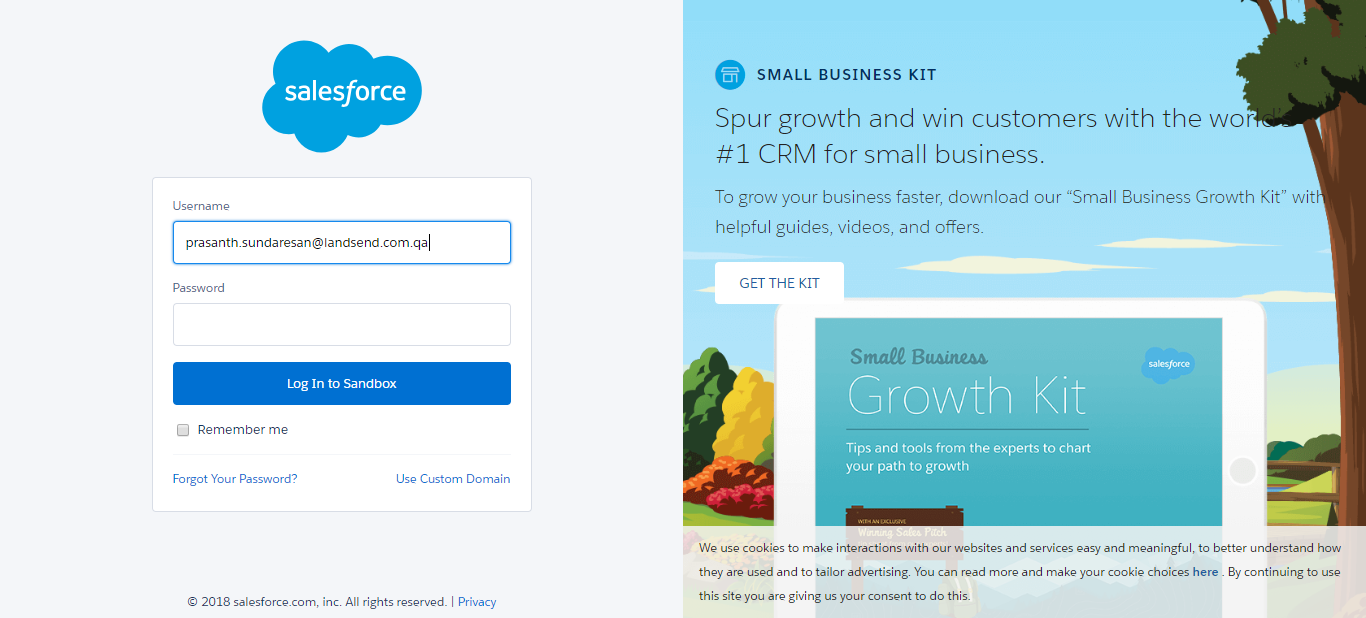 salesforce
Username
prasanth.sundaresan@landsend.com.qa
Password
Log In to Sandbox
Remember me
Forgot Your Password?
Use Custom Domain
© 2018 salesforce.com, inc. All rights reserved. | Privacy
SMALL BUSINESS KIT
Spur growth and win customers with the world's
#1 CRM for small business.
To grow your business faster, download our “Small Business Growth Kit” with
helpful guides, videos, and offers.
GET THE KIT
Small Business
salesforce
Growth Kit
Tips and tools from the experts to chart
your path to growth
WITH AN EXCLUSIVE
Winning Sales Pitch
We use cookies to make interactions with our websites and services easy and meaningful, to better understand how
they are used and to tailor advertising. You can read more and make your cookie choices here . By continuing to use
this site you are giving us your consent to do this.